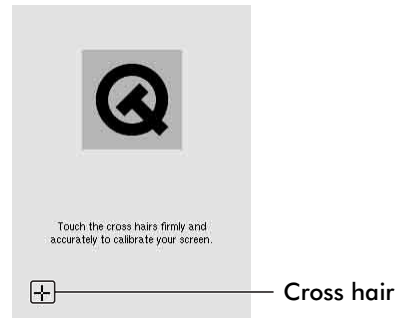 Touch the cross hairs firmly and
accurately to calibrate your screen.
Cross hair